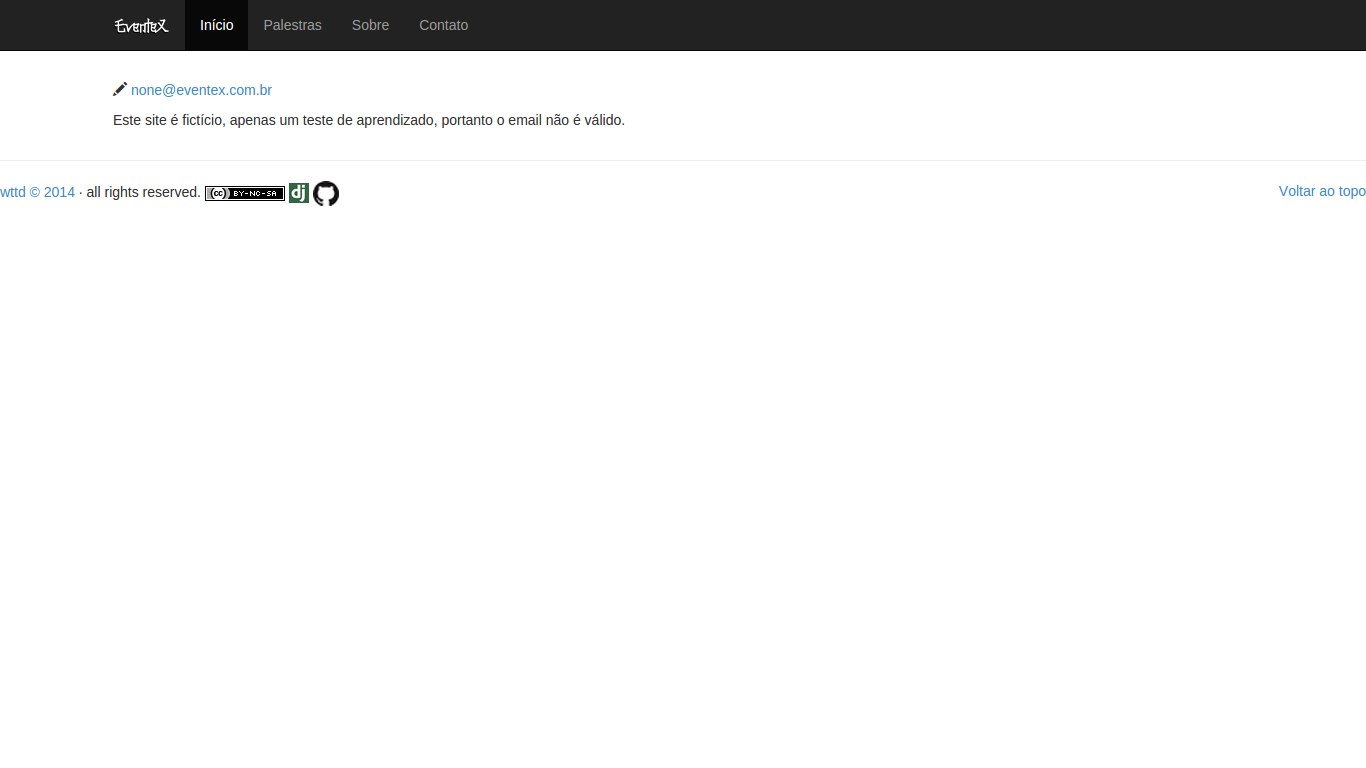 EventeX Início Palestras Sobre Contato
none@eventex.com.br
Este site é fictício, apenas um teste de aprendizado, portanto o email não é válido.
wttd © 2014 · all rights reserved. (cc) BY-NC-SA dj Voltar ao topo